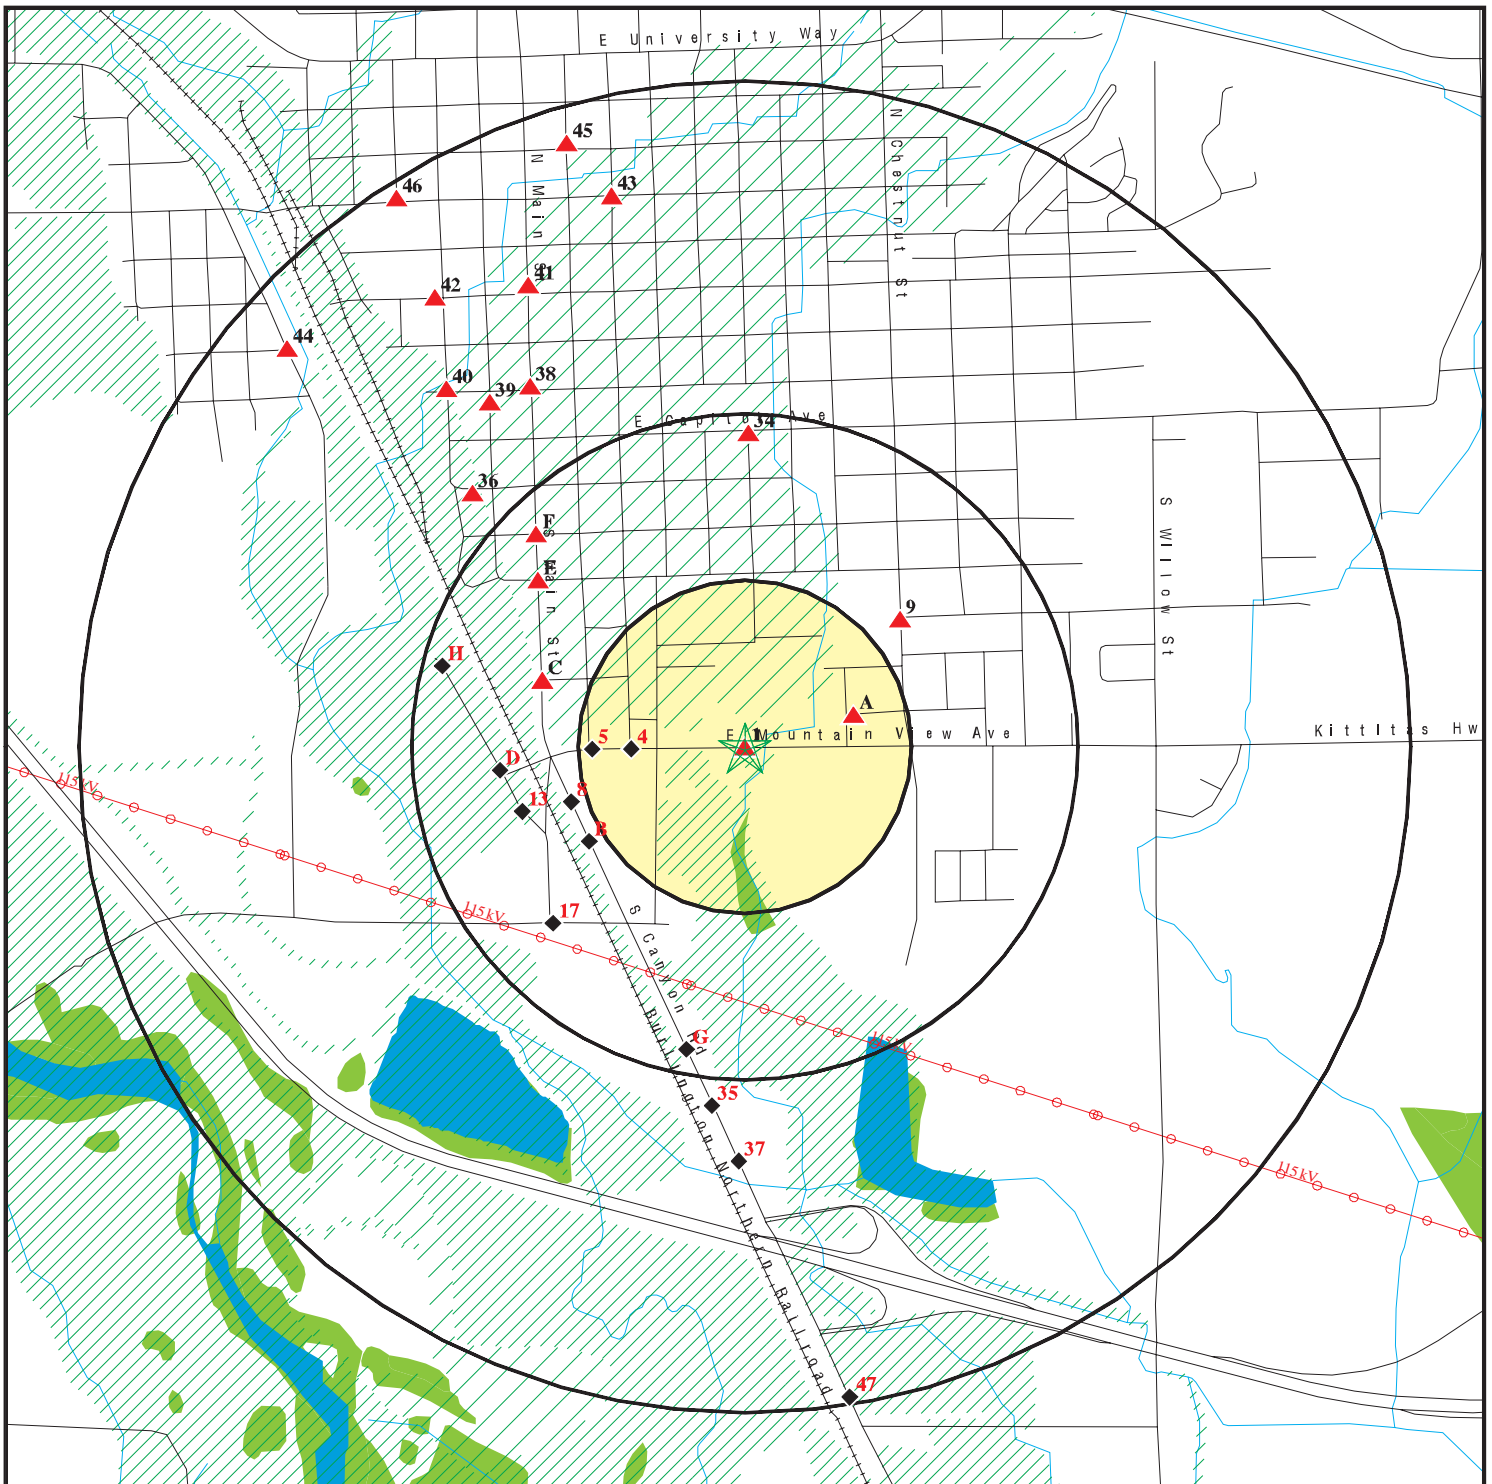 E University Way
45
N Chestnut St
N Main S
46
43
41
42
44
40
39
38
E Capitol Ave
34
36
S Willow St
F
S Main St
E
9
H
C
A
5
4
1
E Mountain View Ave
Kittitas Hw
D
115kV
13
8
B
115kV
17
S Canyon Rd
115kV
G
Burlington Northern Railroad
35
37
115kV
47